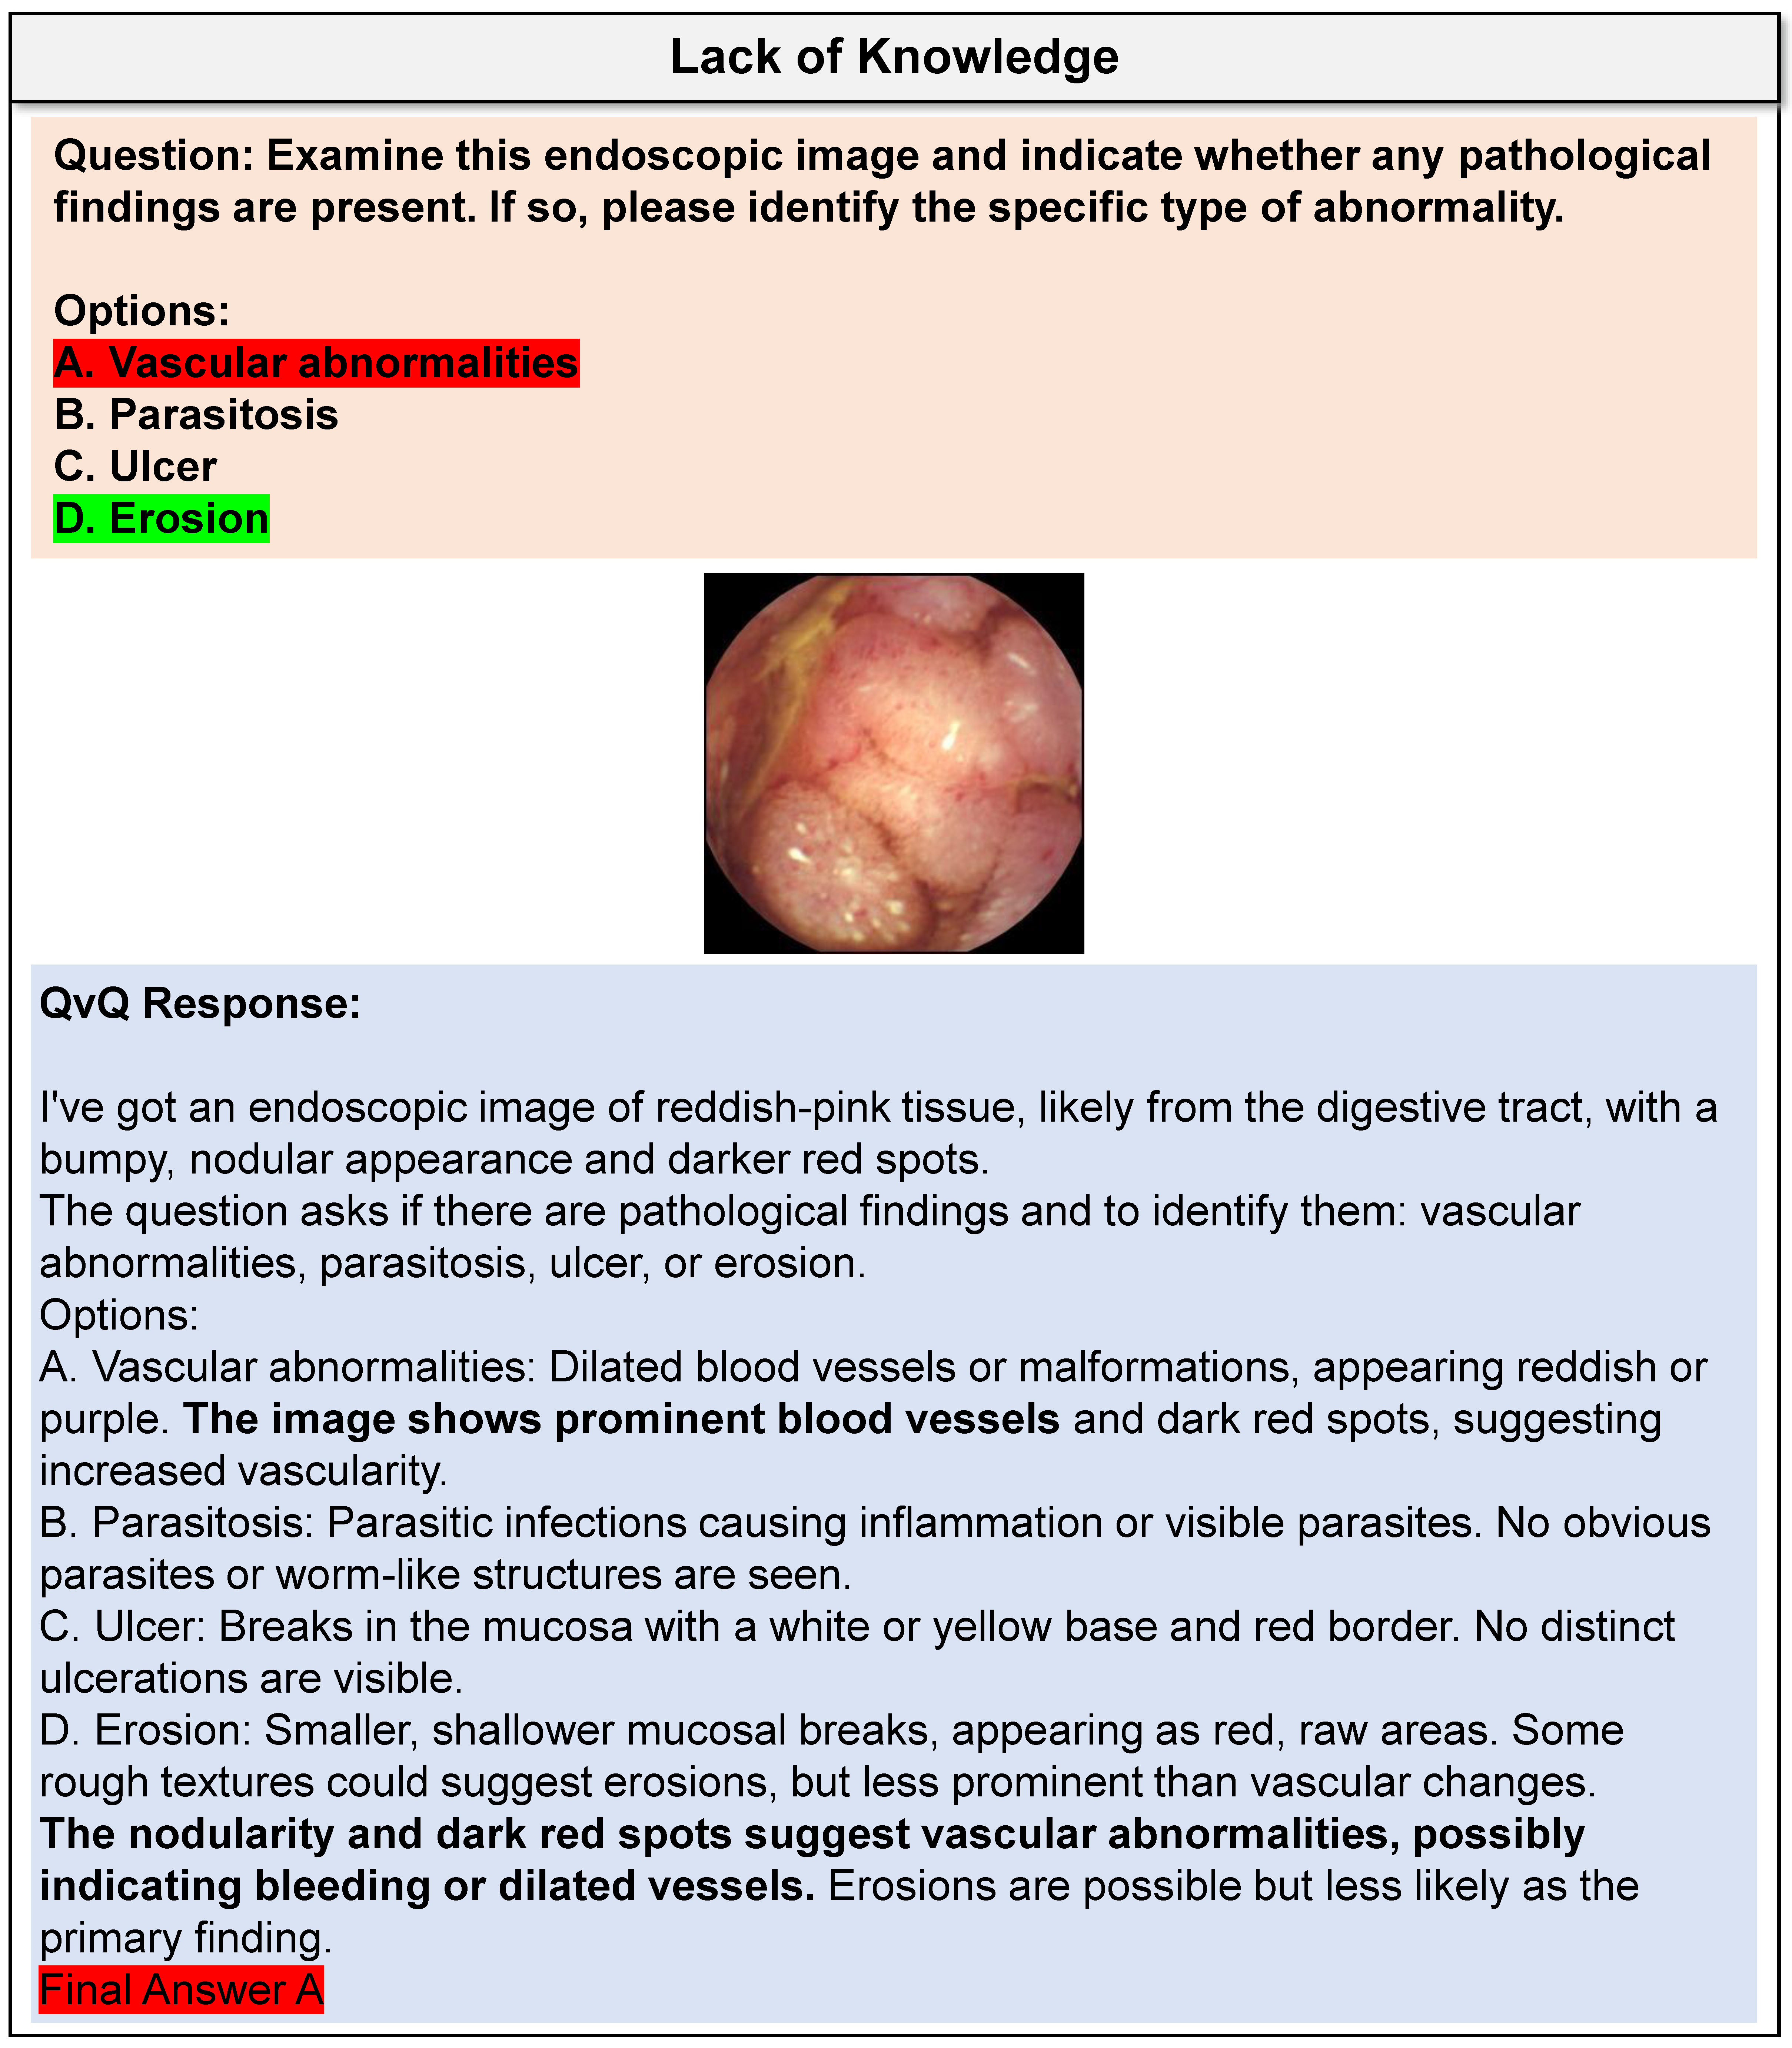 Lack of Knowledge
Question: Examine this endoscopic image and indicate whether any pathological
findings are present. If so, please identify the specific type of abnormality.
Options:
A. Vascular abnormalities
B. Parasitosis
C. Ulcer
D. Erosion
QvQ Response:
I've got an endoscopic image of reddish-pink tissue, likely from the digestive tract, with a
bumpy, nodular appearance and darker red spots.
The question asks if there are pathological findings and to identify them: vascular
abnormalities, parasitosis, ulcer, or erosion.
Options:
A. Vascular abnormalities: Dilated blood vessels or malformations, appearing reddish or
purple. The image shows prominent blood vessels and dark red spots, suggesting
increased vascularity.
B. Parasitosis: Parasitic infections causing inflammation or visible parasites. No obvious
parasites or worm-like structures are seen.
C. Ulcer: Breaks in the mucosa with a white or yellow base and red border. No distinct
ulcerations are visible.
D. Erosion: Smaller, shallower mucosal breaks, appearing as red, raw areas. Some
rough textures could suggest erosions, but less prominent than vascular changes.
The nodularity and dark red spots suggest vascular abnormalities, possibly
indicating bleeding or dilated vessels. Erosions are possible but less likely as the
primary finding.
Final Answer A